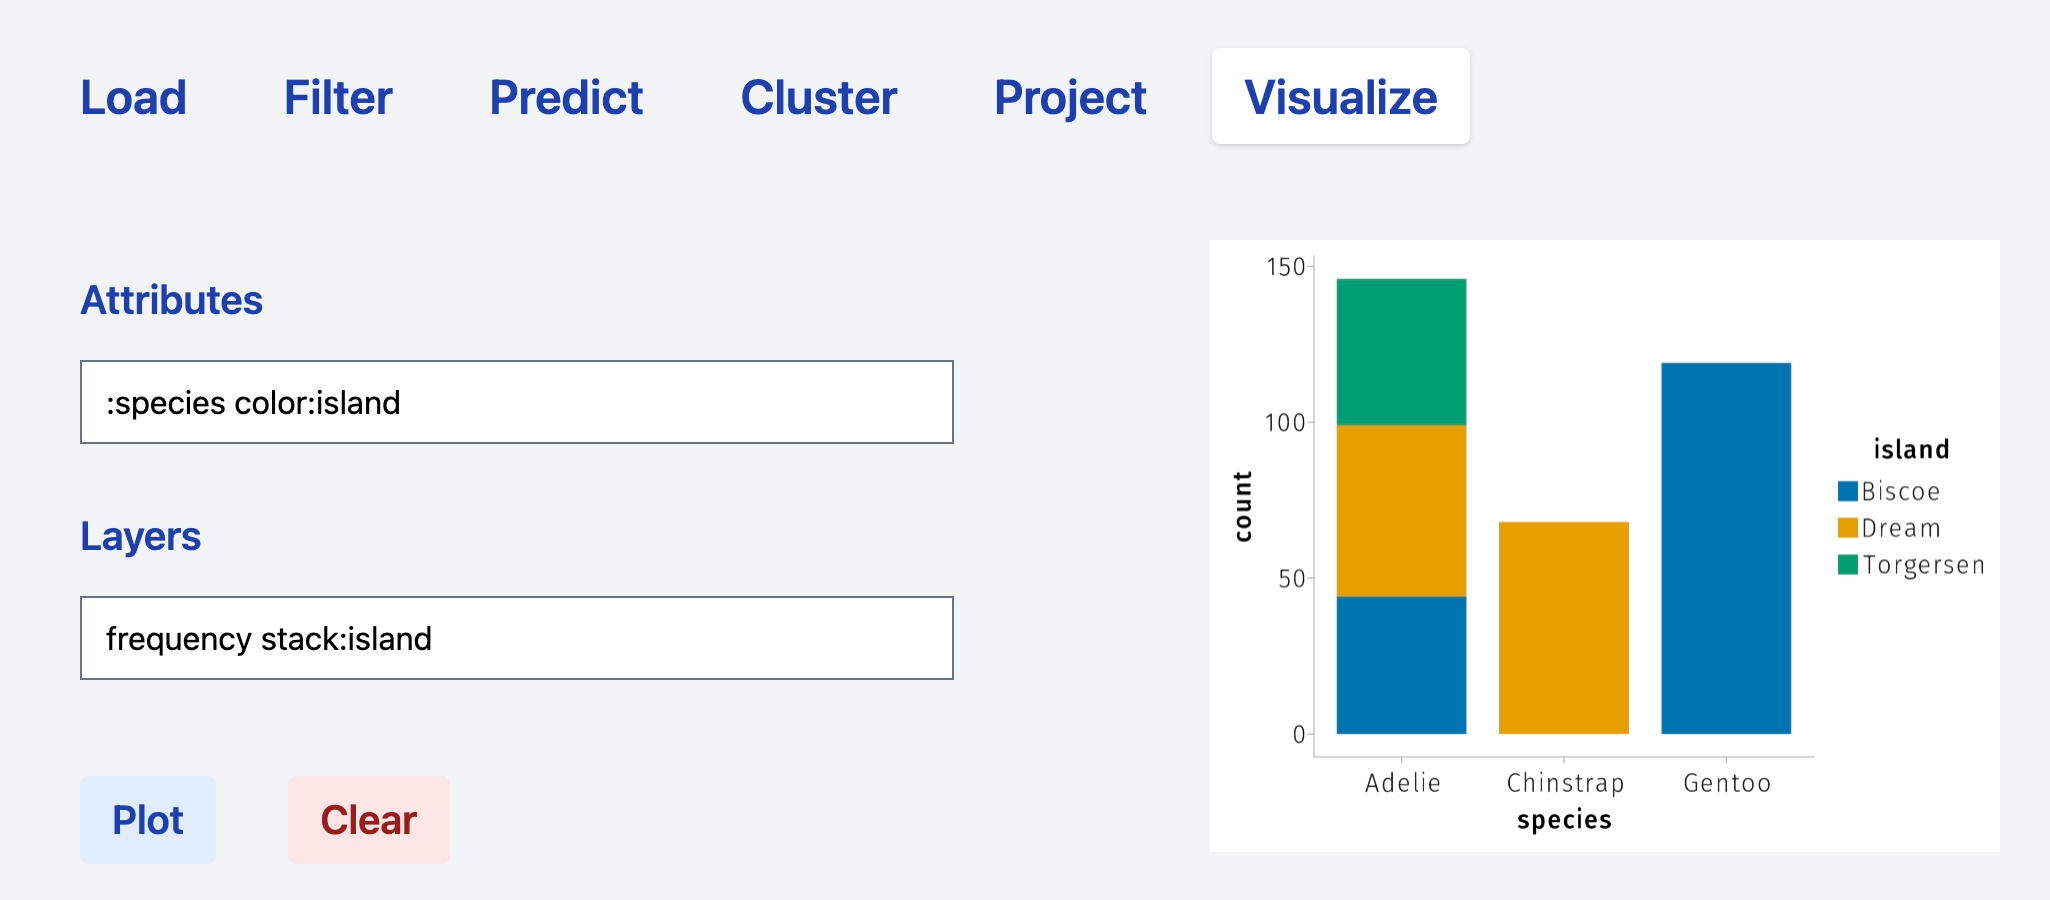 Load Filter Predict Cluster Project Visualize
Attributes
:species color:island
Layers
frequency stack:island
Plot Clear
150
100
50
0
count
Adelie Chinstrap Gentoo
species
island
Biscoe
Dream
Torgersen